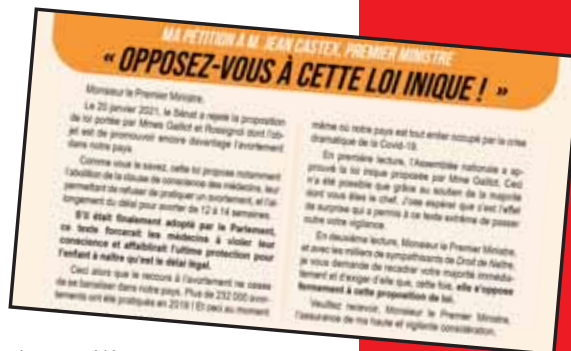 MA PÉTITION À M. JEAN CASTEX, PREMIER MINISTRE
« OPPOSEZ-VOUS À CETTE LOI INIQUE ! »
Monsieur le Premier Ministre,
Le 20 janvier 2021, le Sénat a rejeté la proposition
de loi portée par Mmes Gaillot et Rossignol dont l'ob-
jet est de promouvoir encore davantage l'avortement
dans notre pays.
Comme vous le savez, cette loi propose notamment
l'abolition de la clause de conscience des médecins, leur
permettant de refuser de pratiquer un avortement, et l'al-
longement du délai pour avorter de 12 à 14 semaines.
S'il était finalement adopté par le Parlement,
ce texte forcerait les médecins à violer leur
conscience et affaiblirait l'ultime protection pour
l'enfant à naître qu'est le délai légal.
Ceci alors que le recours à l'avortement ne cesse
de se banaliser dans notre pays. Plus de 232 000 avor-
tements ont été pratiqués en 2019 ! Et ceci au moment
même où notre pays est tout entier occupé par la crise
dramatique de la Covid-19.
En première lecture, l'Assemblée nationale a ap-
prouvé la loi inique proposée par Mme Gaillot. Ceci
n'a été possible que grâce au soutien de la majorité
dont vous êtes le chef. J'ose espérer que c'est l'effet
de surprise qui a permis à ce texte extrême de passer
outre votre vigilance.
En deuxième lecture, Monsieur le Premier Ministre,
et avec les milliers de sympathisants de Droit de Naître,
je vous demande de recadrer votre majorité immédia-
tement et d'exiger d'elle que, cette fois, elle s'oppose
fermement à cette proposition de loi.
Veuillez recevoir, Monsieur le Premier Ministre,
l'assurance de ma haute et vigilante considération.